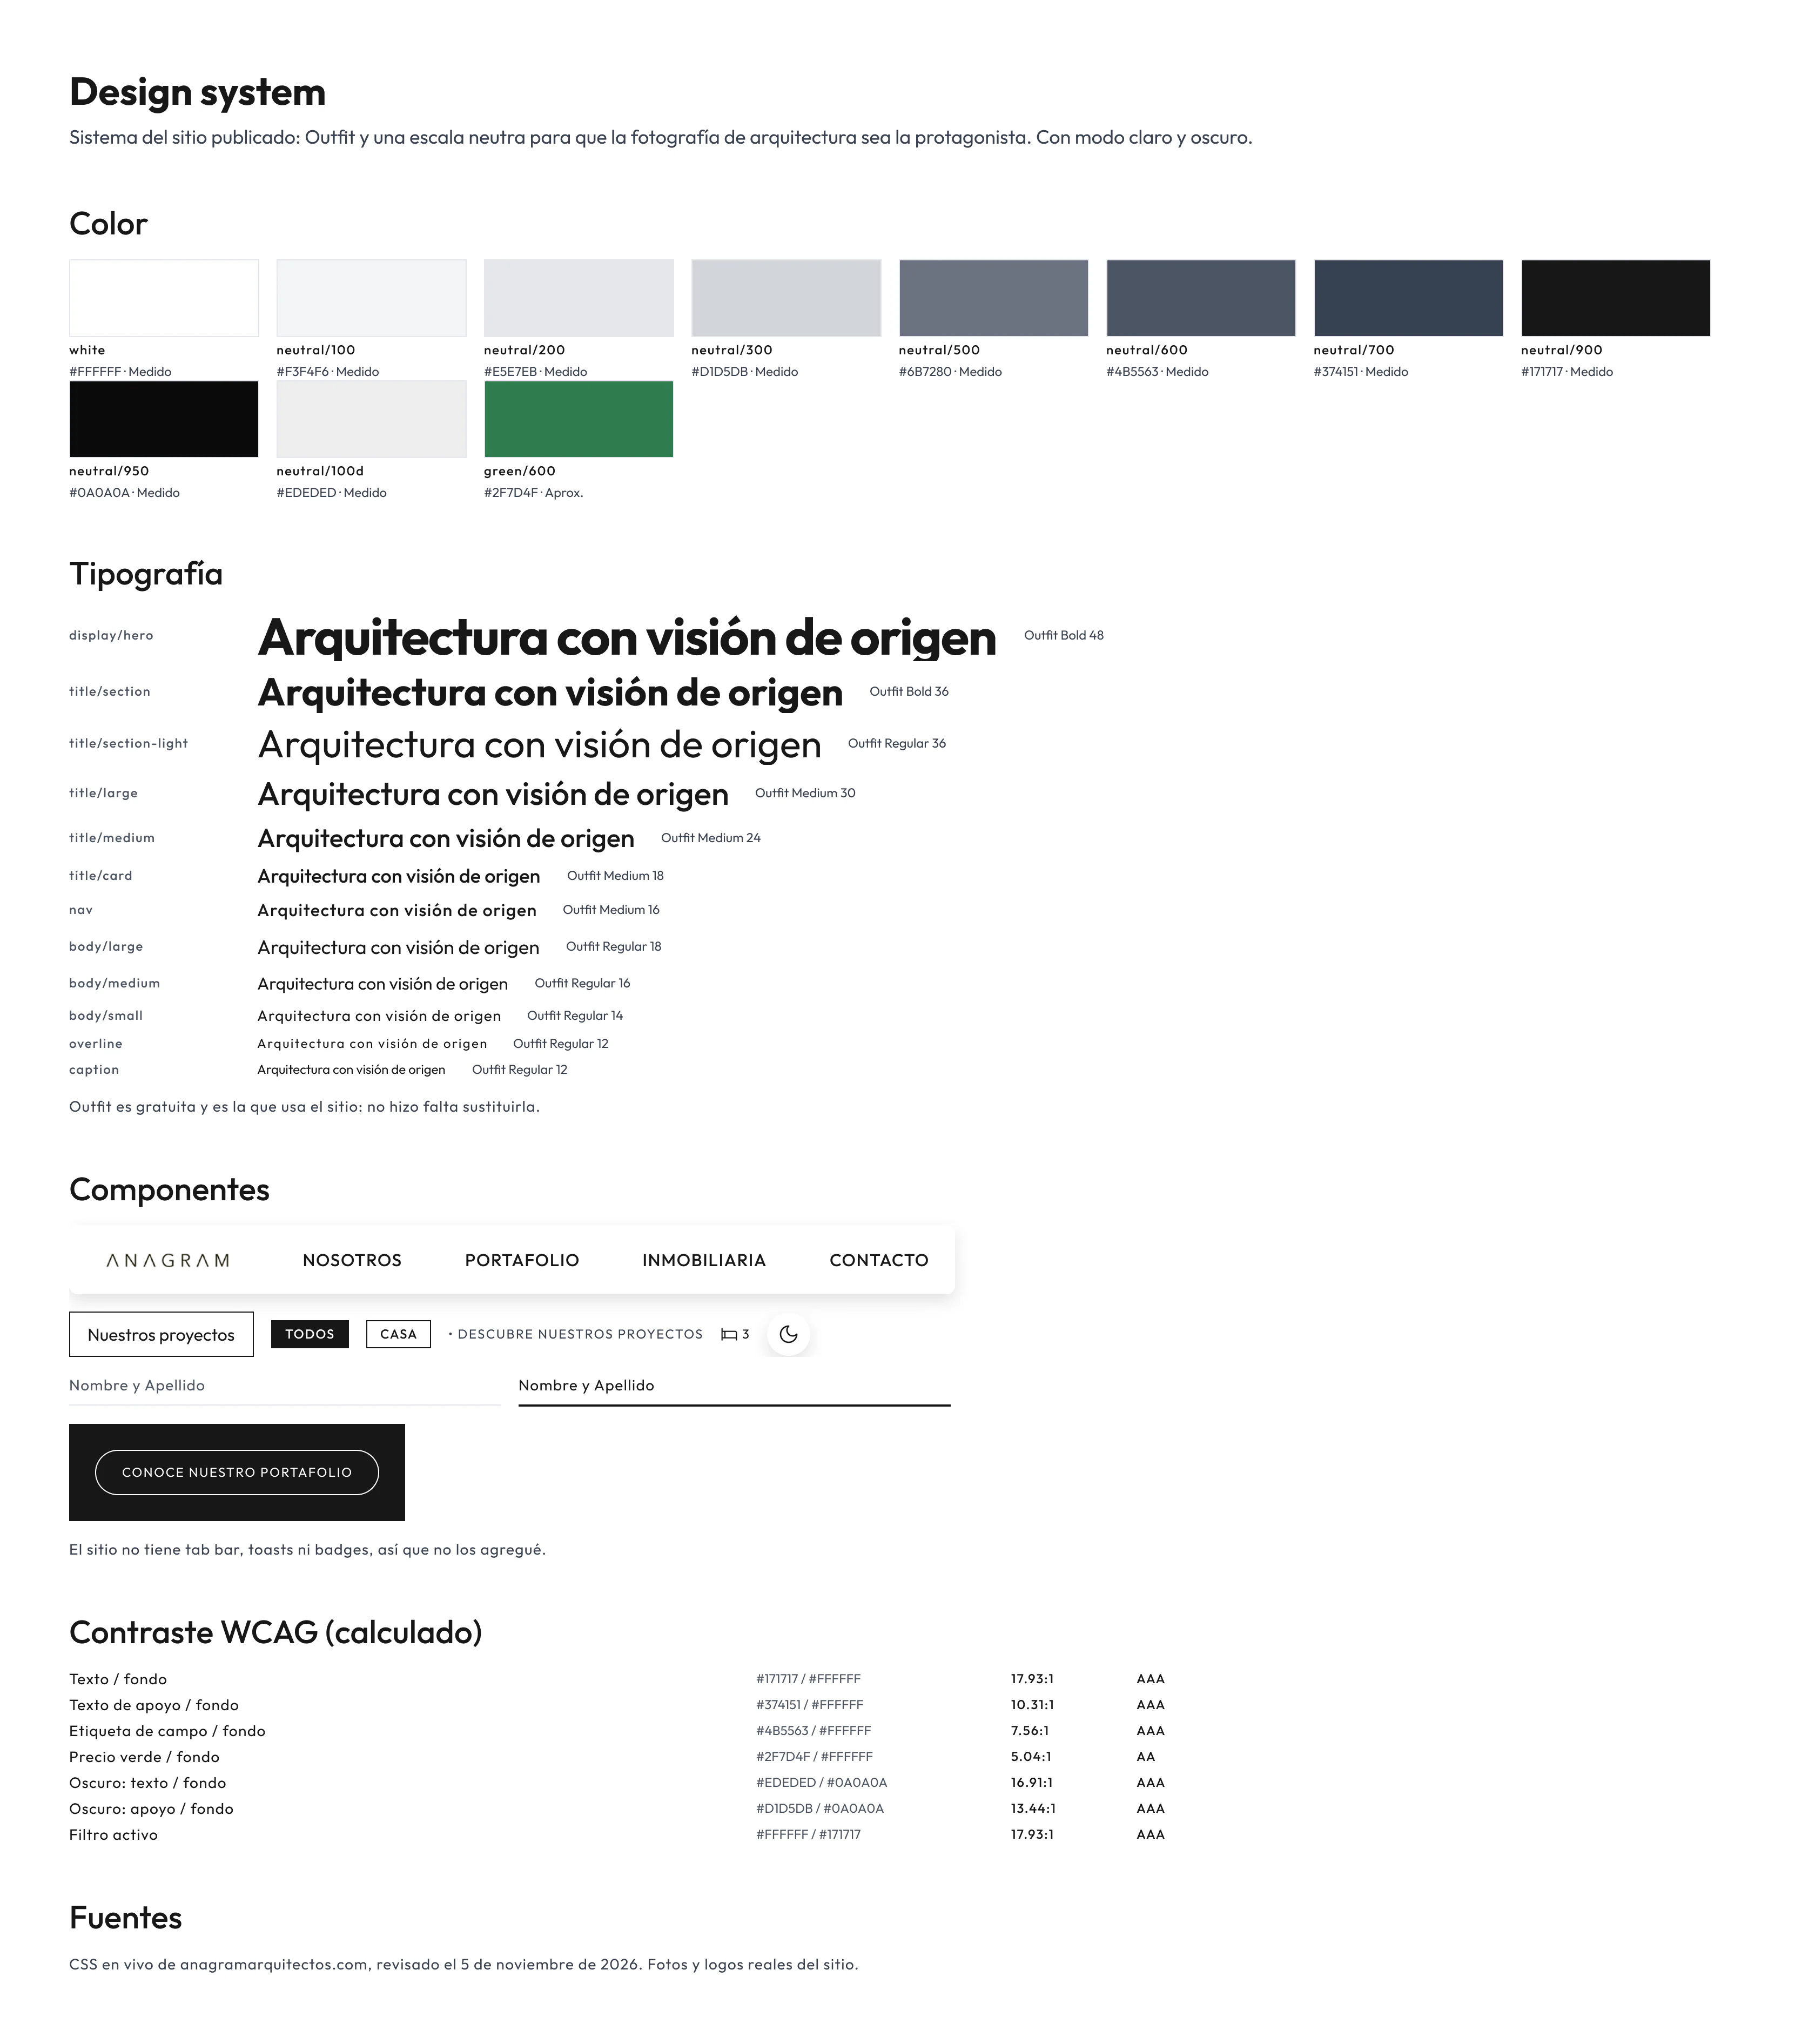 Design system
Sistema del sitio publicado: Outfit y una escala neutra para que la fotografía de arquitectura sea la protagonista. Con modo claro y oscuro.
Color
white neutral/100 neutral/200 neutral/300 neutral/500 neutral/600 neutral/700 neutral/900
#FFFFFF · Medido #F3F4F6 · Medido #E5E7EB · Medido #D1D5DB · Medido #6B7280 · Medido #4B5563 · Medido #374151 · Medido #171717 · Medido
neutral/950 neutral/100d green/600
#0A0A0A · Medido #EDEDED · Medido #2F7D4F · Aprox.
Tipografía
display/hero Arquitectura con visión de origen Outfit Bold 48
title/section Arquitectura con visión de origen Outfit Bold 36
title/section-light Arquitectura con visión de origen Outfit Regular 36
title/large Arquitectura con visión de origen Outfit Medium 30
title/medium Arquitectura con visión de origen Outfit Medium 24
title/card Arquitectura con visión de origen Outfit Medium 18
nav Arquitectura con visión de origen Outfit Medium 16
body/large Arquitectura con visión de origen Outfit Regular 18
body/medium Arquitectura con visión de origen Outfit Regular 16
body/small Arquitectura con visión de origen Outfit Regular 14
overline Arquitectura con visión de origen Outfit Regular 12
caption Arquitectura con visión de origen Outfit Regular 12
Outfit es gratuita y es la que usa el sitio: no hizo falta sustituirla.
Componentes
ANAGRAM NOSOTROS PORTAFOLIO INMOBILIARIA CONTACTO
Nuestros proyectos TODOS CASA · DESCUBRE NUESTROS PROYECTOS 3
Nombre y Apellido Nombre y Apellido
CONOCE NUESTRO PORTAFOLIO
El sitio no tiene tab bar, toasts ni badges, así que no los agregué.
Contraste WCAG (calculado)
Texto / fondo #171717 / #FFFFFF 17.93:1 AAA
Texto de apoyo / fondo #374151 / #FFFFFF 10.31:1 AAA
Etiqueta de campo / fondo #4B5563 / #FFFFFF 7.56:1 AAA
Precio verde / fondo #2F7D4F / #FFFFFF 5.04:1 AA
Oscuro: texto / fondo #EDEDED / #0A0A0A 16.91:1 AAA
Oscuro: apoyo / fondo #D1D5DB / #0A0A0A 13.44:1 AAA
Filtro activo #FFFFFF / #171717 17.93:1 AAA
Fuentes
CSS en vivo de anagramarquitectos.com, revisado el 5 de noviembre de 2026. Fotos y logos reales del sitio.